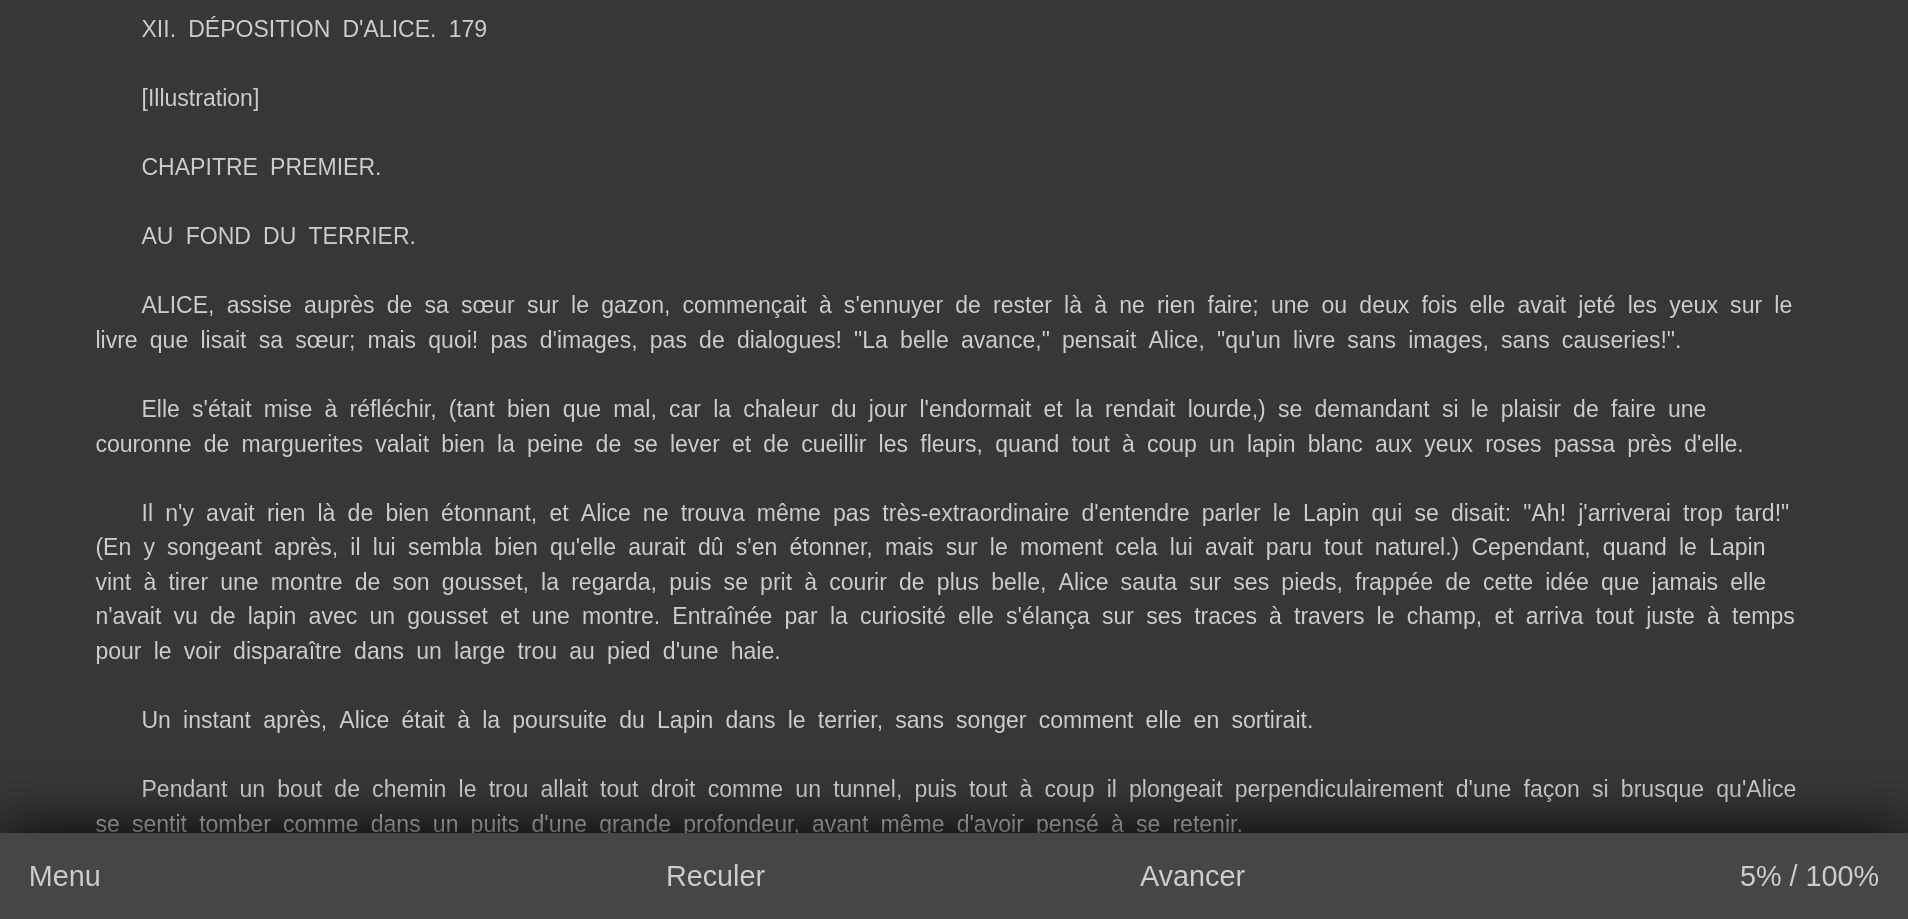 XII. DÉPOSITION D'ALICE. 179
[Illustration]
CHAPITRE PREMIER.
AU FOND DU TERRIER.
ALICE, assise auprès de sa sœur sur le gazon, commençait à s'ennuyer de rester là à ne rien faire; une ou deux fois elle avait jeté les yeux sur le
livre que lisait sa sœur; mais quoi! pas d'images, pas de dialogues! "La belle avance," pensait Alice, "qu'un livre sans images, sans causeries!".
Elle s'était mise à réfléchir, (tant bien que mal, car la chaleur du jour l'endormait et la rendait lourde,) se demandant si le plaisir de faire une
couronne de marguerites valait bien la peine de se lever et de cueillir les fleurs, quand tout à coup un lapin blanc aux yeux roses passa près d'elle.
Il n'y avait rien là de bien étonnant, et Alice ne trouva même pas très-extraordinaire d'entendre parler le Lapin qui se disait: "Ah! j'arriverai trop tard!"
(En y songeant après, il lui sembla bien qu'elle aurait dû s'en étonner, mais sur le moment cela lui avait paru tout naturel.) Cependant, quand le Lapin
vint à tirer une montre de son gousset, la regarda, puis se prit à courir de plus belle, Alice sauta sur ses pieds, frappée de cette idée que jamais elle
n'avait vu de lapin avec un gousset et une montre. Entraînée par la curiosité elle s'élança sur ses traces à travers le champ, et arriva tout juste à temps
pour le voir disparaître dans un large trou au pied d'une haie.
Un instant après, Alice était à la poursuite du Lapin dans le terrier, sans songer comment elle en sortirait.
Pendant un bout de chemin le trou allait tout droit comme un tunnel, puis tout à coup il plongeait perpendiculairement d'une façon si brusque qu'Alice
se sentit tomber comme dans un puits d'une grande profondeur, avant même d'avoir pensé à se retenir.
Menu Reculer Avancer 5% / 100%